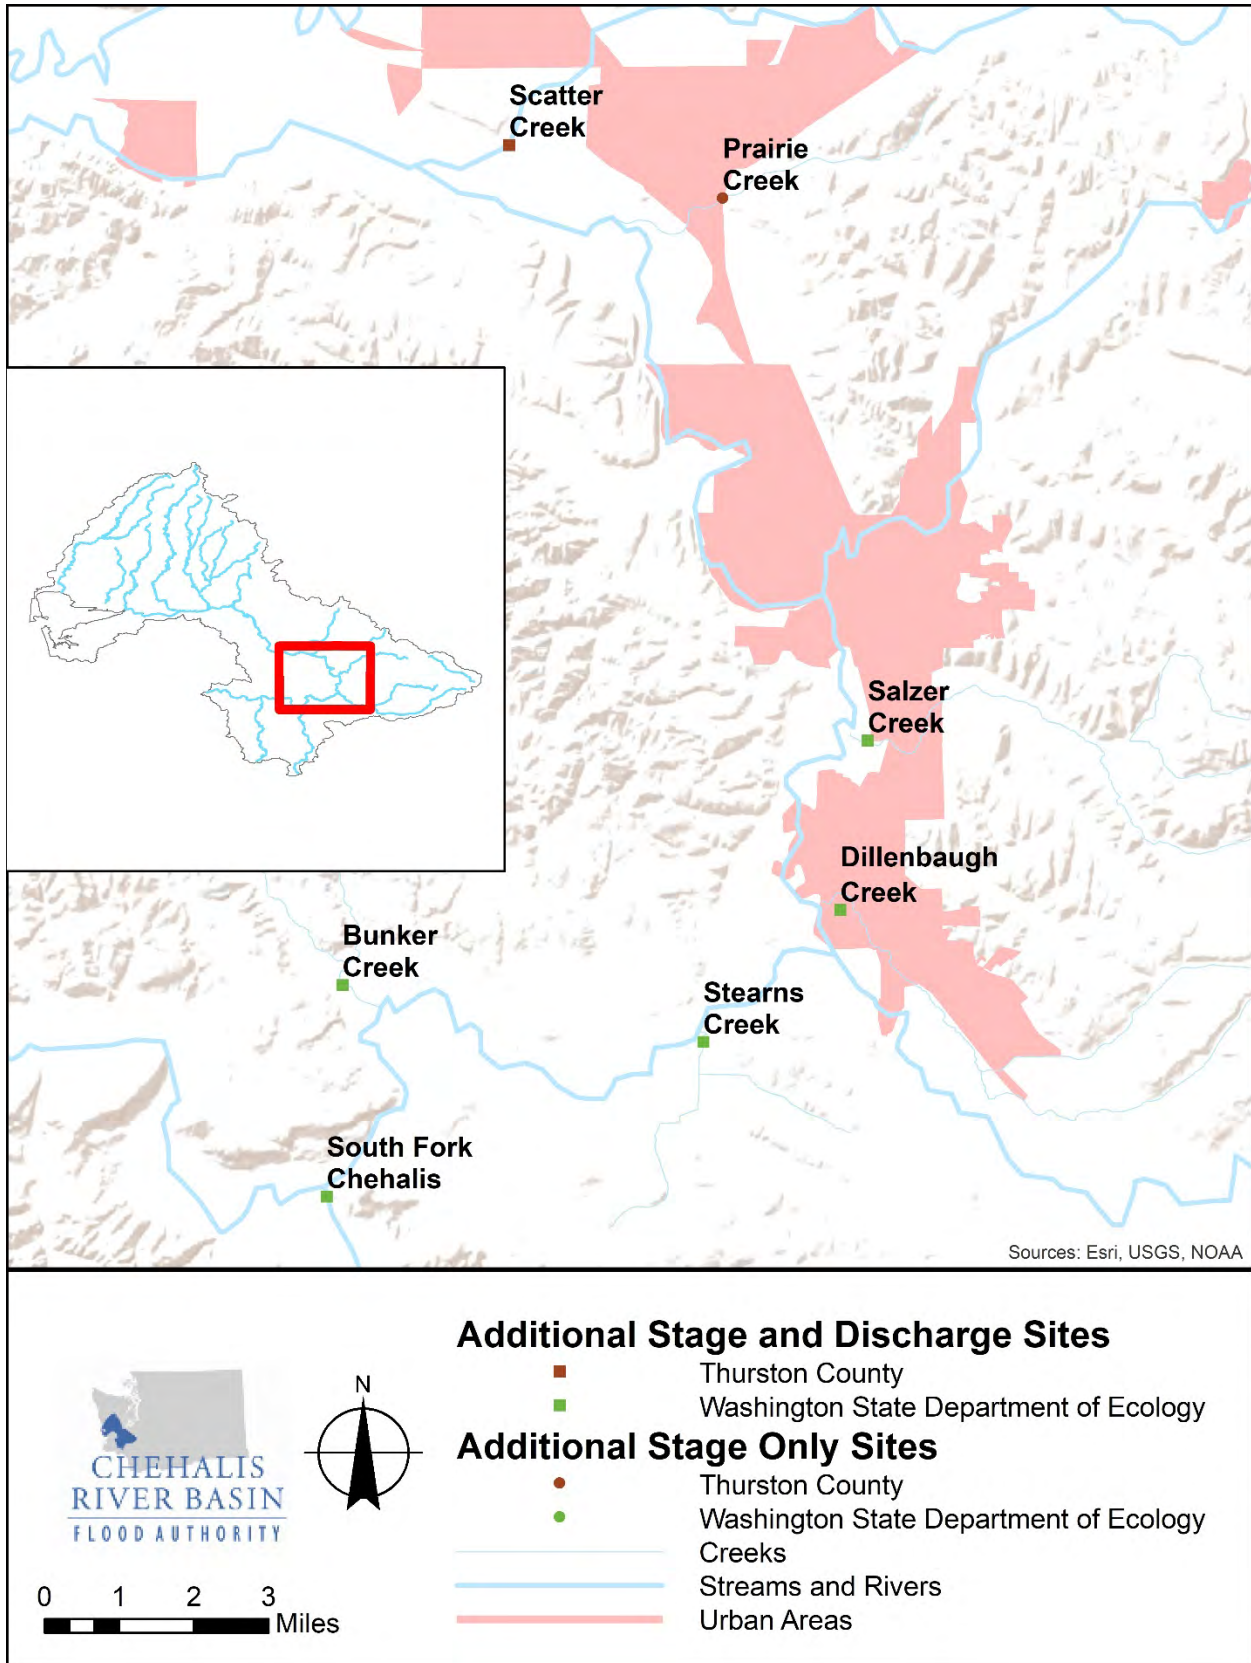 Scatter
Creek
Prairie
Creek
Salzer
Creek
Dillenbaugh
Creek
Bunker
Creek
Stearns
Creek
South Fork
Chehalis
Sources: Esri, USGS, NOAA
CHEHALIS
RIVER BASIN
FLOOD AUTHORITY
N
0 1 2 3
Miles
Additional Stage and Discharge Sites
Thurston County
Washington State Department of Ecology
Additional Stage Only Sites
Thurston County
Washington State Department of Ecology
Creeks
Streams and Rivers
Urban Areas